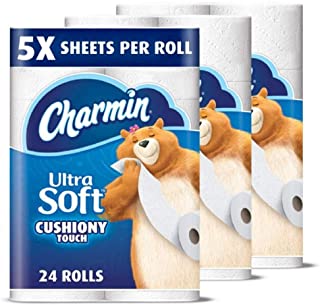 5X SHEETS PER ROLL
Charmin
Ultra
Soft
CUSHIONY
TOUCH
24 ROLLS